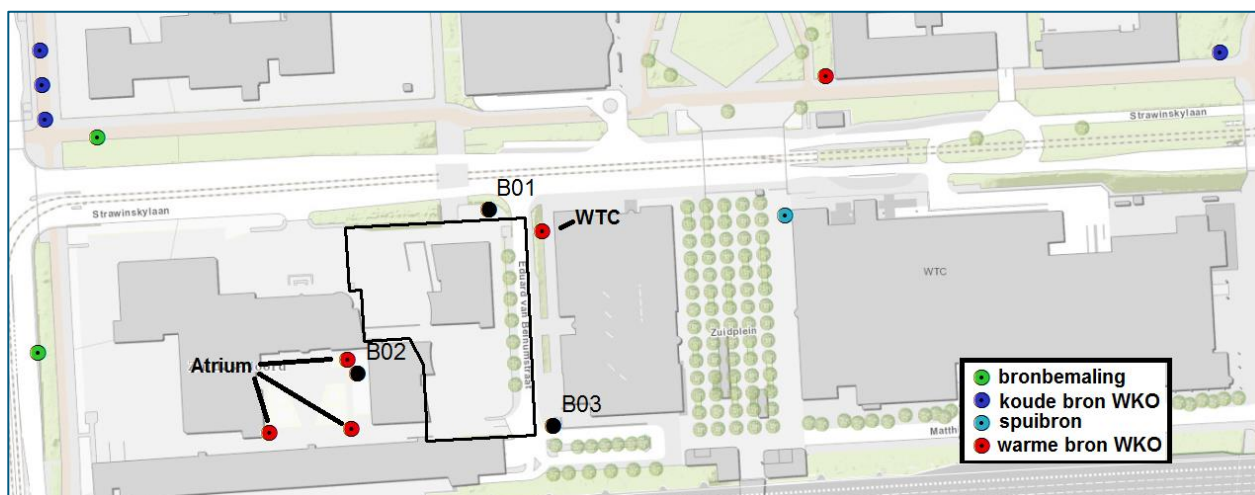 Strawinskylaan
B01
WTC
Strawinskylaan
Eduard van Beinumstraat
WTC
Zuidplein
B02
Atrium
B03
Matth
bronbemaling
koude bron WKO
spuibron
warme bron WKO